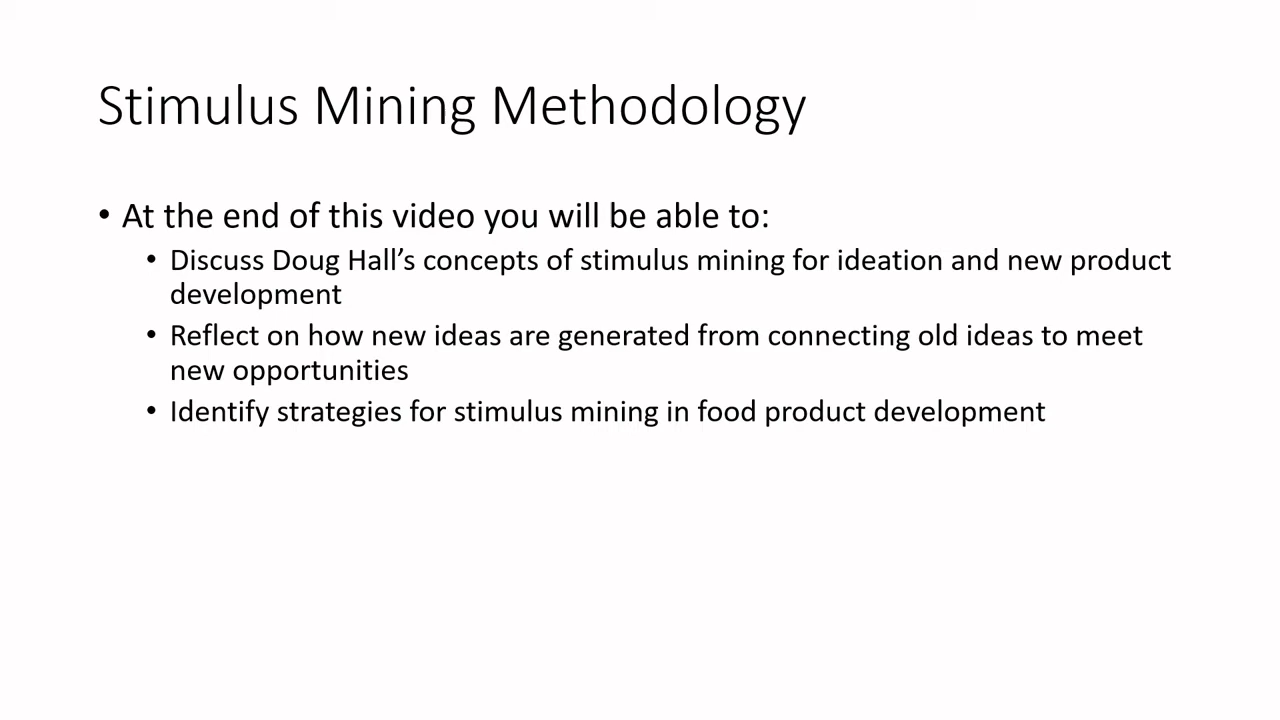 Stimulus Mining Methodology
• At the end of this video you will be able to:
• Discuss Doug Hall’s concepts of stimulus mining for ideation and new product
development
• Reflect on how new ideas are generated from connecting old ideas to meet
new opportunities
• Identify strategies for stimulus mining in food product development